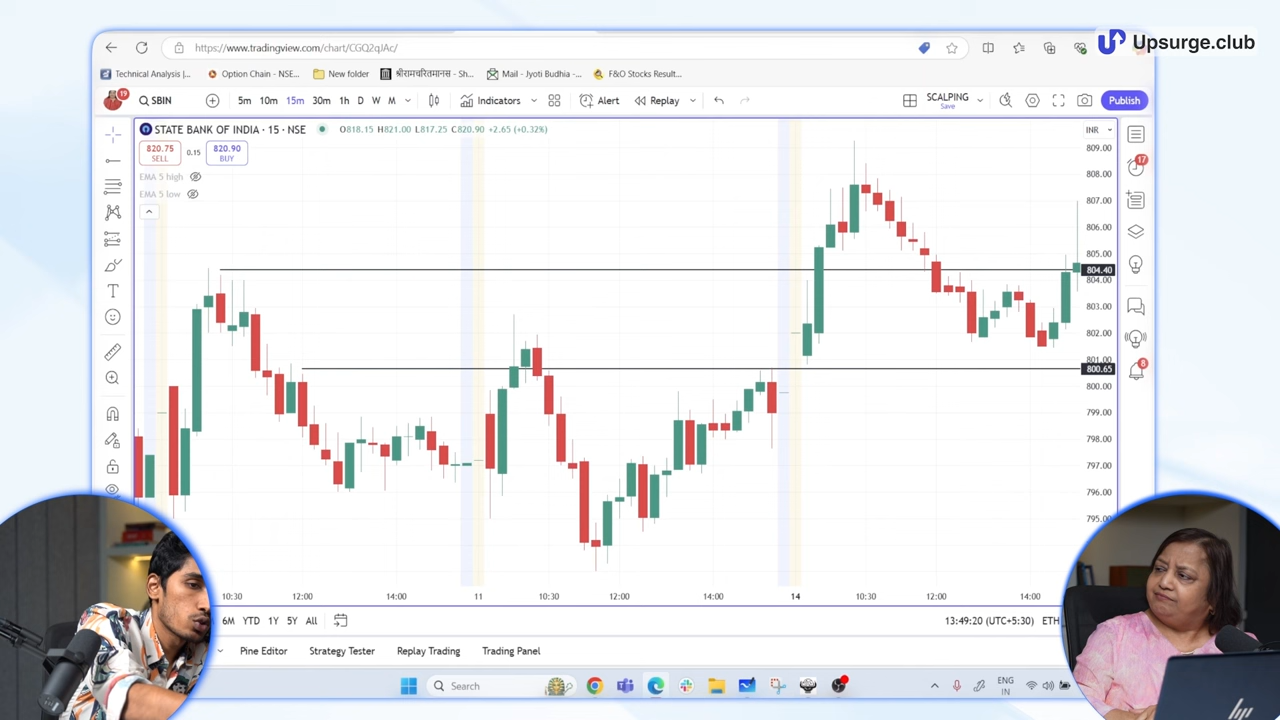 Upsurge.club
https://www.tradingview.com/chart/CGQ2qJAc/
Technical Analysis |...
Option Chain - NSE...
New folder
श्रीरामचरितमानस - Sh...
Mail - Jyoti Budhia -...
F&O Stocks Result...
19
SBIN
5m 10m 15m 30m 1h D W M
Indicators
Alert
Replay
SCALPING
Save
Publish
STATE BANK OF INDIA · 15 · NSE
O818.15 H821.00 L817.25 C820.90 +2.65 (+0.32%)
INR
820.75
SELL
0.15
820.90
BUY
EMA 5 high
EMA 5 low
809.00
808.00
807.00
806.00
805.00
804.40
804.00
803.00
802.00
801.00
800.65
800.00
799.00
798.00
797.00
796.00
795.00
17
8
10:30 12:00 14:00 11 10:30 12:00 14:00 14 10:30 12:00 14:00
6M YTD 1Y 5Y All
13:49:20 (UTC+5:30) ETH
Pine Editor Strategy Tester Replay Trading Trading Panel
Search
ENG
IN
hp